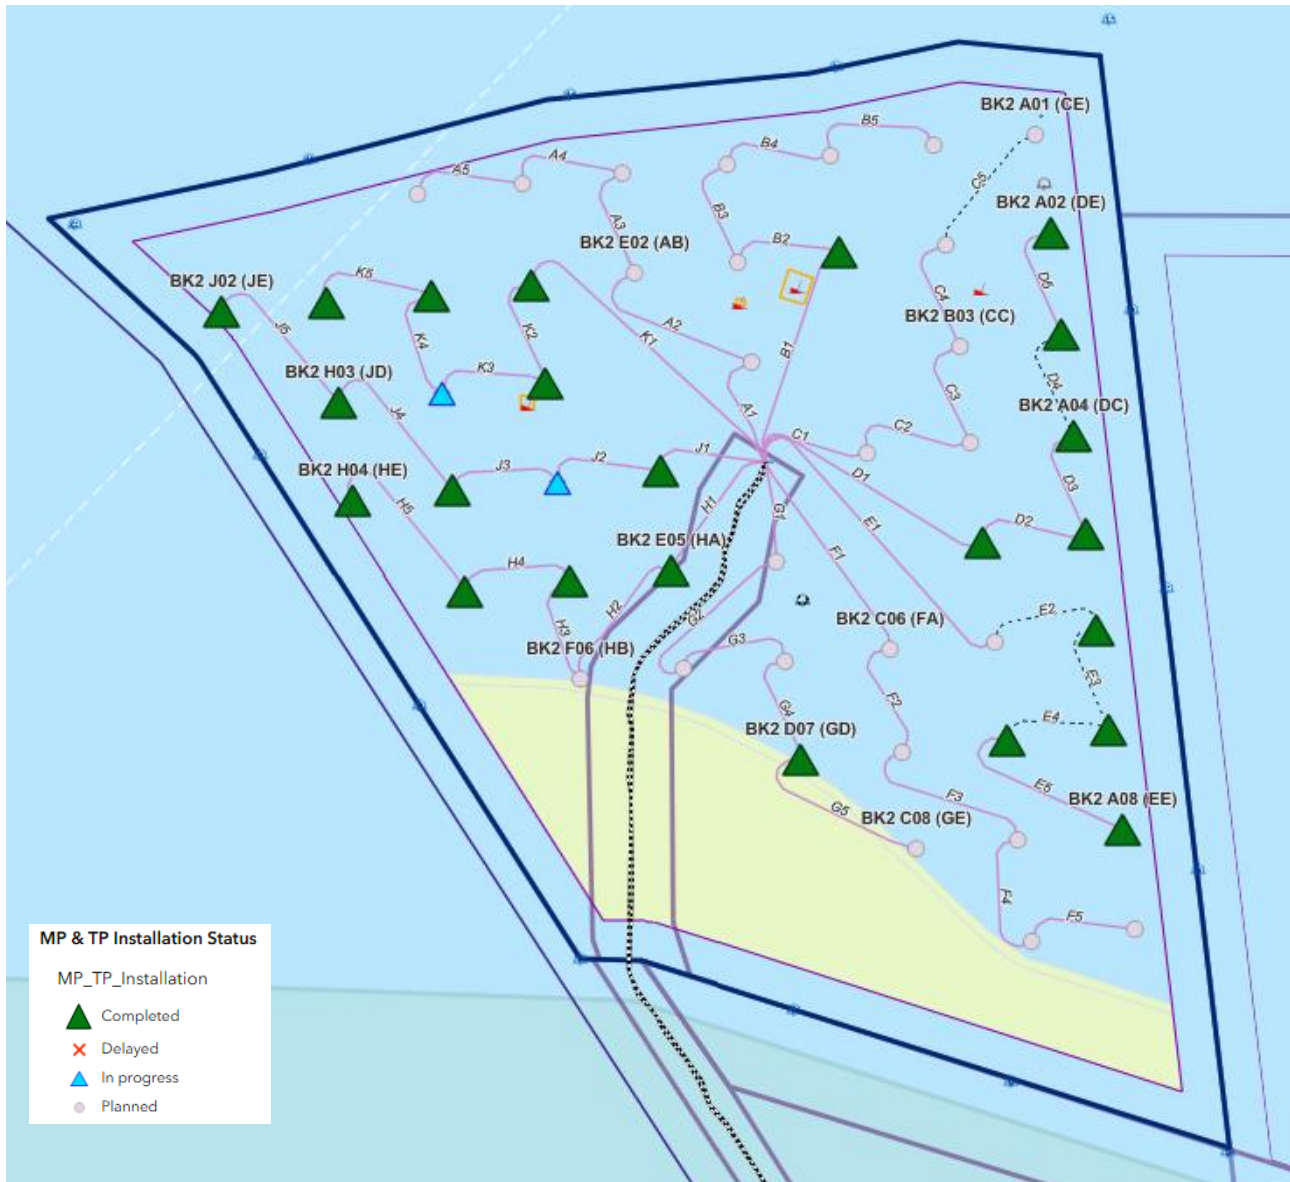 BK2 A01 (CE)
B5
B4
A4
A5
C5
BK2 A02 (DE)
B3
A3
BK2 E02 (AB)
B2
K5
BK2 J02 (JE)
D5
C4
BK2 B03 (CC)
A2
J5
K4
K2
K1
B1
BK2 H03 (JD)
K3
D4
C3
J4
A1
BK2 A04 (DC)
C2
C1
J1
J2
J3
BK2 H04 (HE)
D1
D3
H5
H1
G1
E1
D2
BK2 E05 (HA)
F1
H4
H2
G2
E2
BK2 C06 (FA)
H3
G3
BK2 F06 (HB)
E3
F2
G4
E4
BK2 D07 (GD)
E5
F3
BK2 A08 (EE)
G5
BK2 C08 (GE)
F4
F5
MP & TP Installation Status
MP_TP_Installation
Completed
Delayed
In progress
Planned